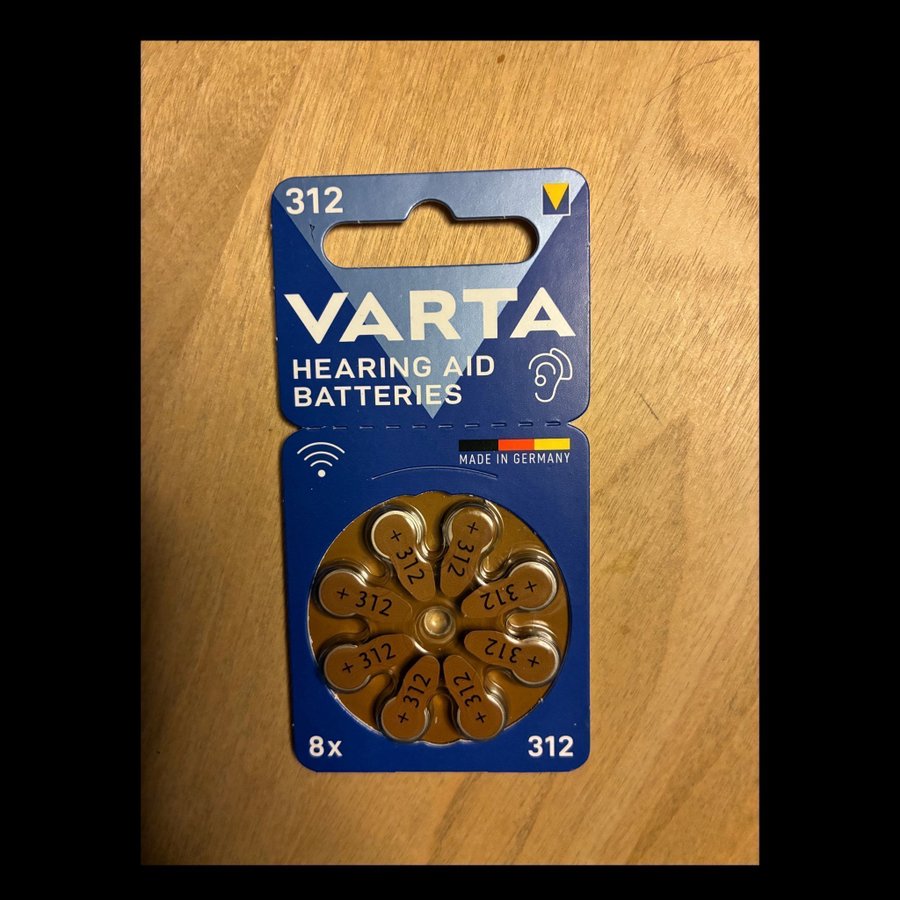 312
VARTA
HEARING AID
BATTERIES
MADE IN GERMANY
+ 312
+ 312
+ 312
+ 312
+ 312
+ 312
+ 312
+ 312
8x
312